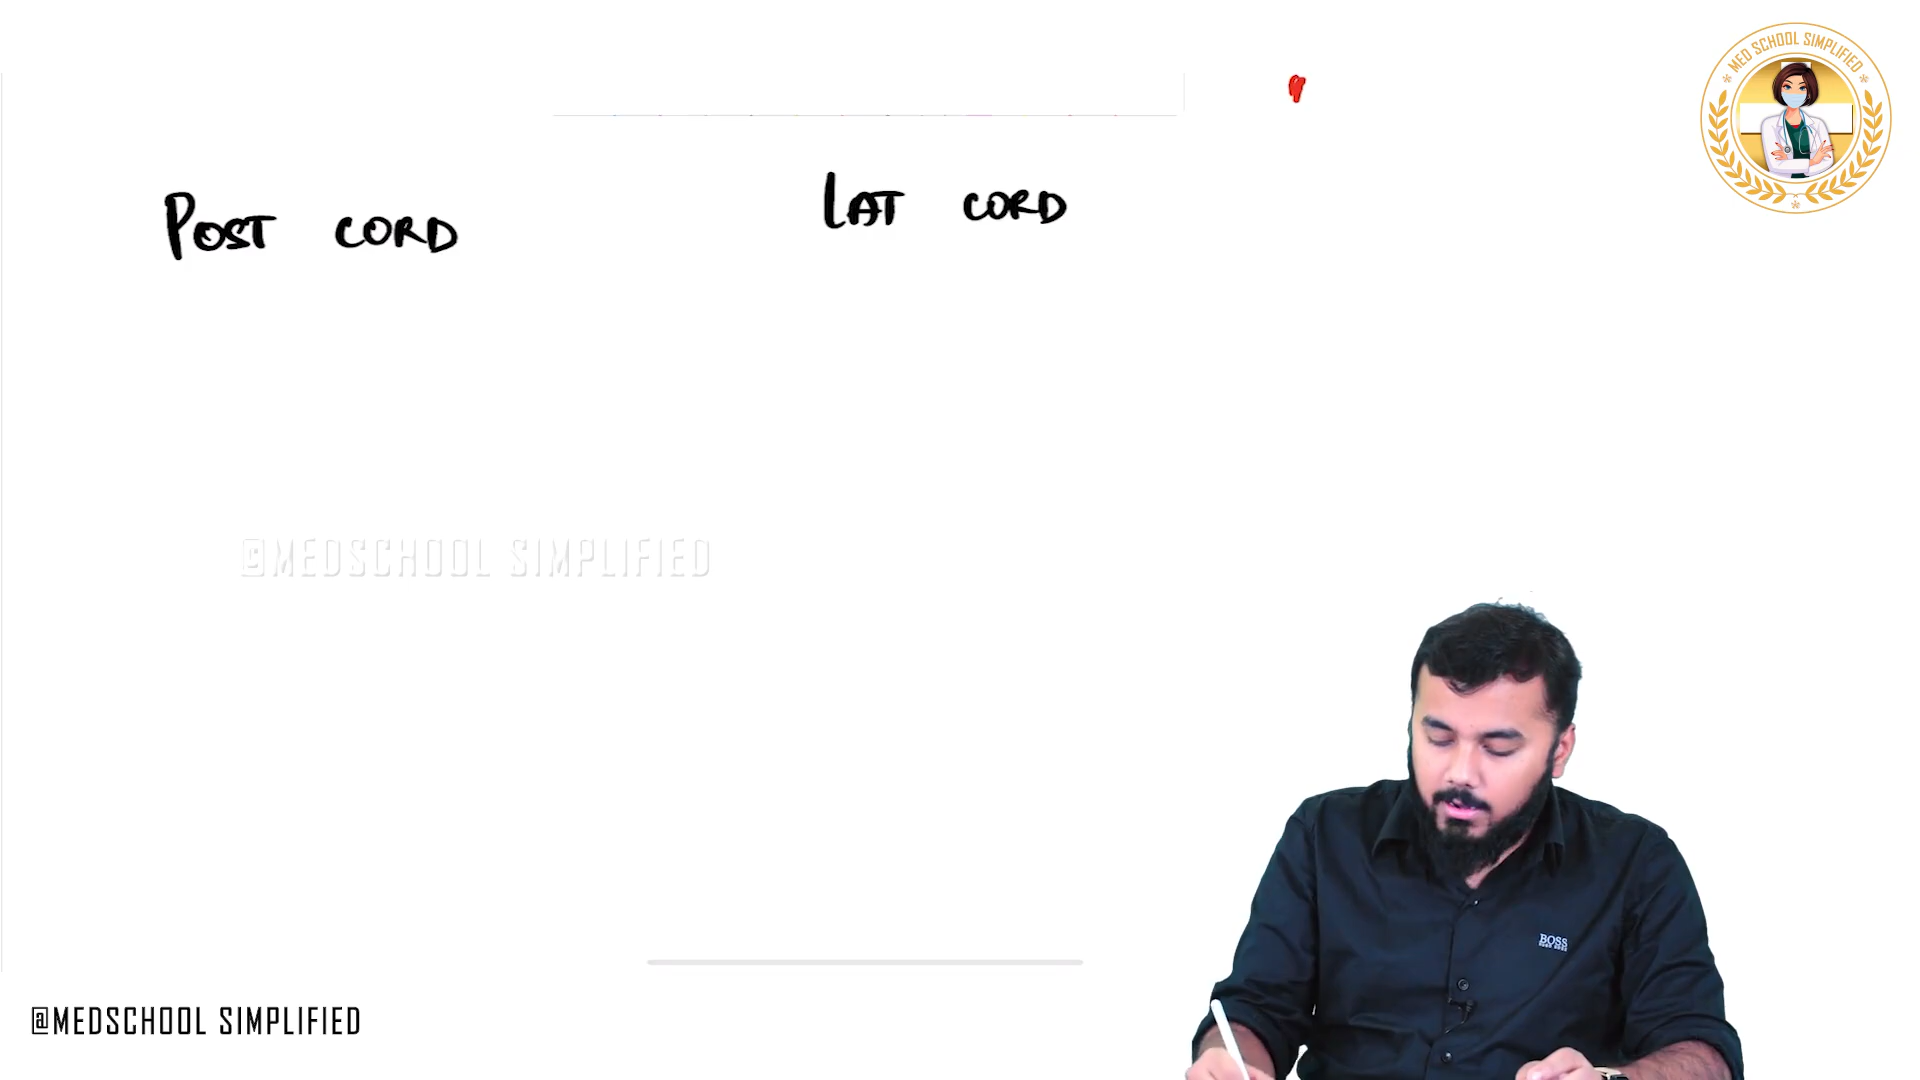 MED SCHOOL SIMPLIFIED
POST CORD
LAT CORD
@MEDSCHOOL SIMPLIFIED
BOSS
@MEDSCHOOL SIMPLIFIED